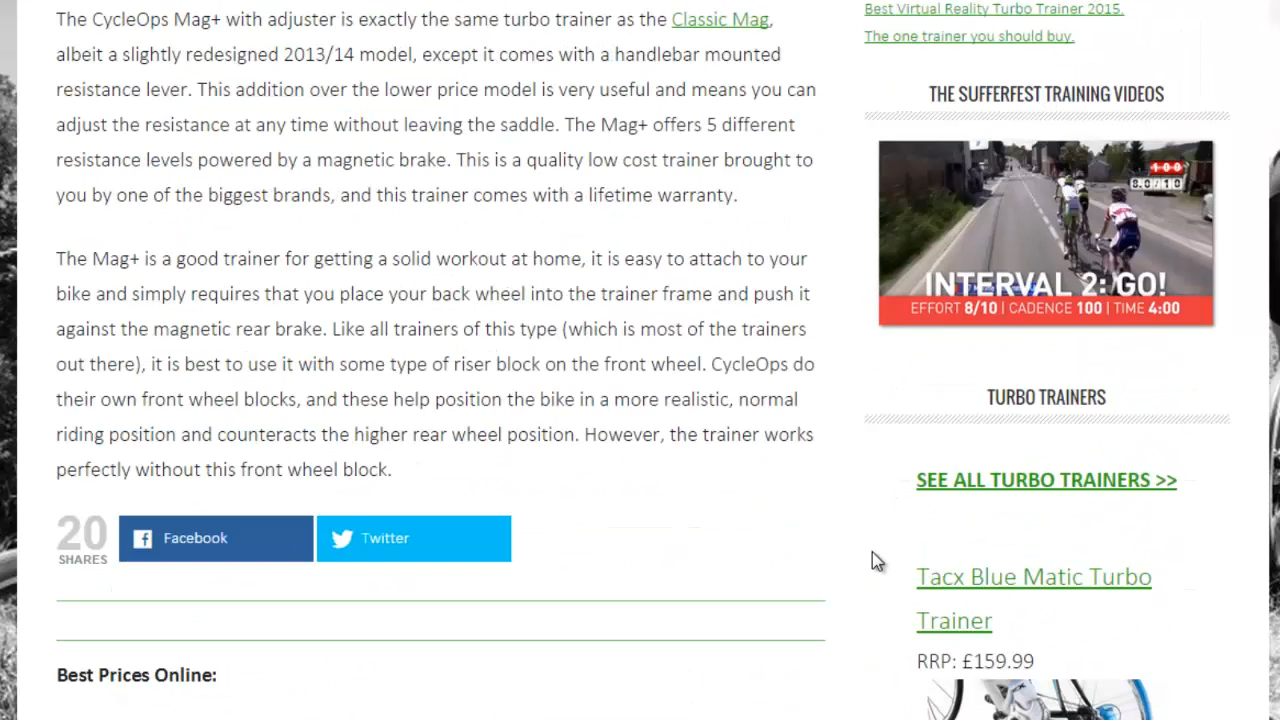 The CycleOps Mag+ with adjuster is exactly the same turbo trainer as the Classic Mag,
albeit a slightly redesigned 2013/14 model, except it comes with a handlebar mounted
resistance lever. This addition over the lower price model is very useful and means you can
adjust the resistance at any time without leaving the saddle. The Mag+ offers 5 different
resistance levels powered by a magnetic brake. This is a quality low cost trainer brought to
you by one of the biggest brands, and this trainer comes with a lifetime warranty.
The Mag+ is a good trainer for getting a solid workout at home, it is easy to attach to your
bike and simply requires that you place your back wheel into the trainer frame and push it
against the magnetic rear brake. Like all trainers of this type (which is most of the trainers
out there), it is best to use it with some type of riser block on the front wheel. CycleOps do
their own front wheel blocks, and these help position the bike in a more realistic, normal
riding position and counteracts the higher rear wheel position. However, the trainer works
perfectly without this front wheel block.
20
SHARES
Facebook
Twitter
Best Prices Online:
Best Virtual Reality Turbo Trainer 2015.
The one trainer you should buy.
THE SUFFERFEST TRAINING VIDEOS
100
8.0/10
INTERVAL 2: GO!
EFFORT 8/10 | CADENCE 100 | TIME 4:00
TURBO TRAINERS
SEE ALL TURBO TRAINERS >>
Tacx Blue Matic Turbo
Trainer
RRP: £159.99